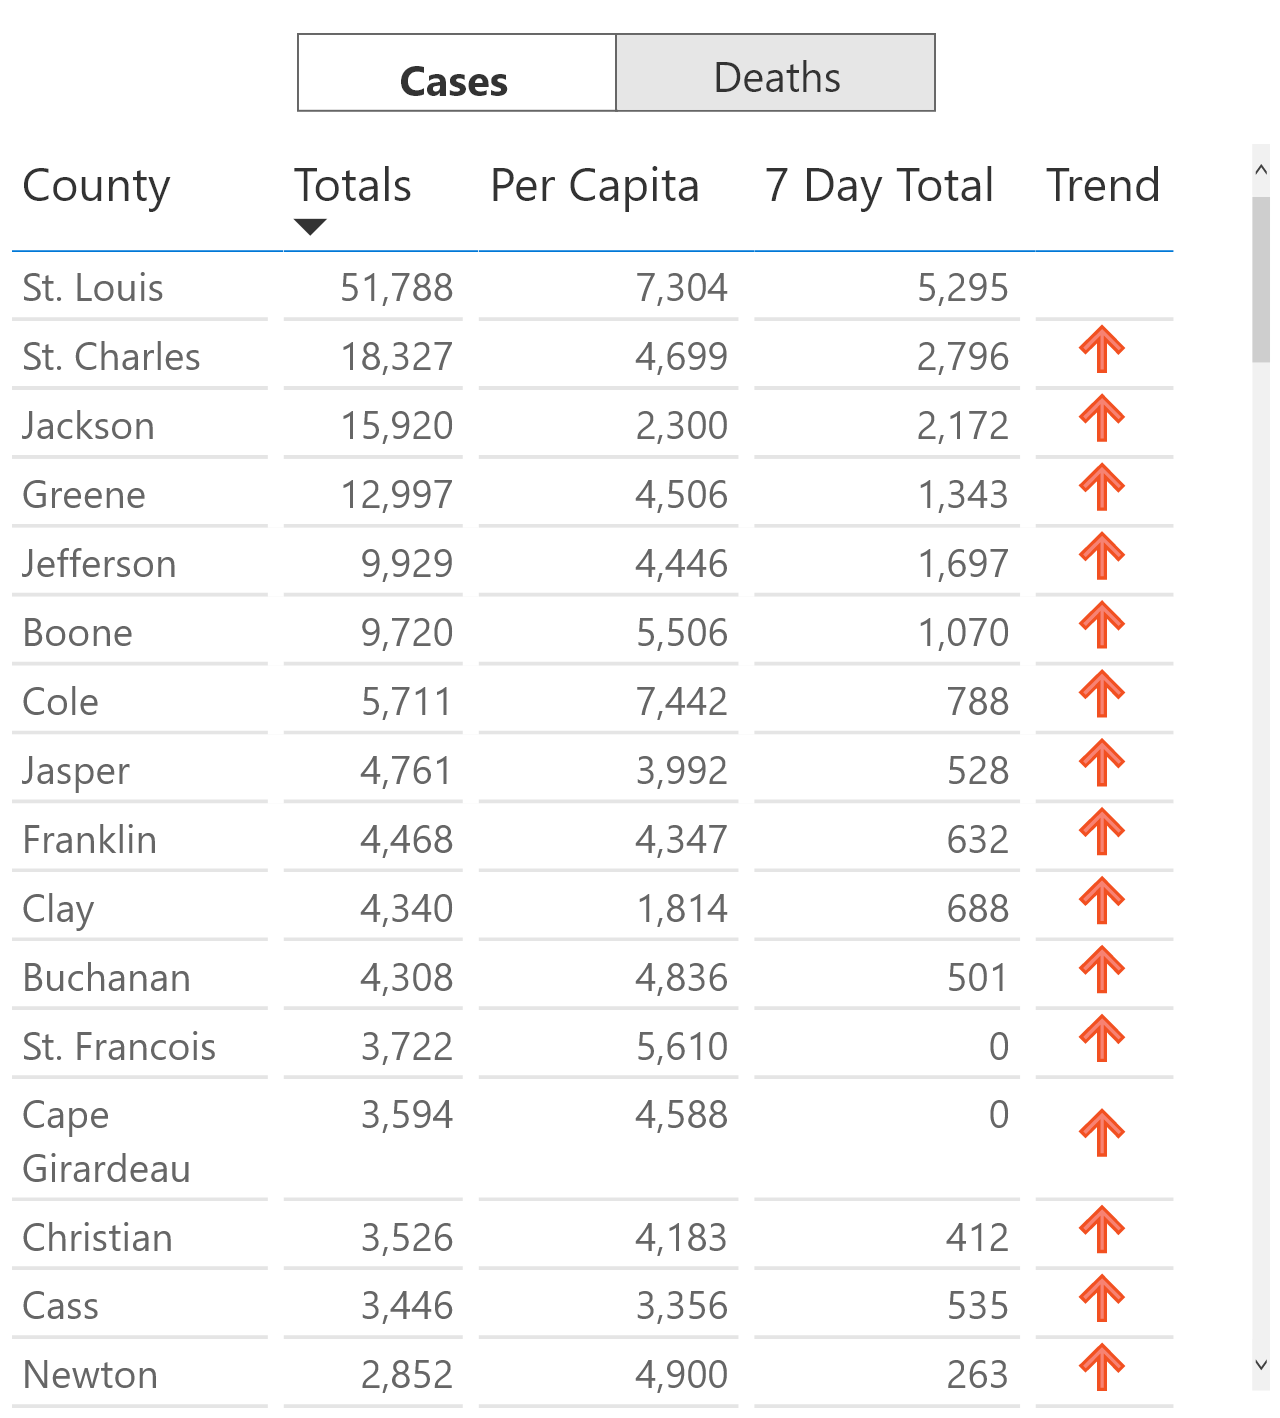 Cases Deaths
County Totals Per Capita 7 Day Total Trend
St. Louis 51,788 7,304 5,295
St. Charles 18,327 4,699 2,796
Jackson 15,920 2,300 2,172
Greene 12,997 4,506 1,343
Jefferson 9,929 4,446 1,697
Boone 9,720 5,506 1,070
Cole 5,711 7,442 788
Jasper 4,761 3,992 528
Franklin 4,468 4,347 632
Clay 4,340 1,814 688
Buchanan 4,308 4,836 501
St. Francois 3,722 5,610 0
Cape 3,594 4,588 0
Girardeau
Christian 3,526 4,183 412
Cass 3,446 3,356 535
Newton 2,852 4,900 263